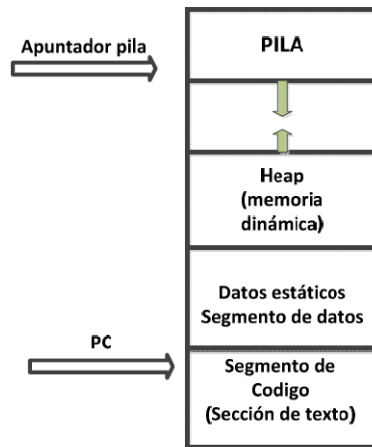 Apuntador pila
PILA
Heap
(memoria
dinámica)
Datos estáticos
Segmento de datos
PC
Segmento de
Codigo
(Sección de texto)